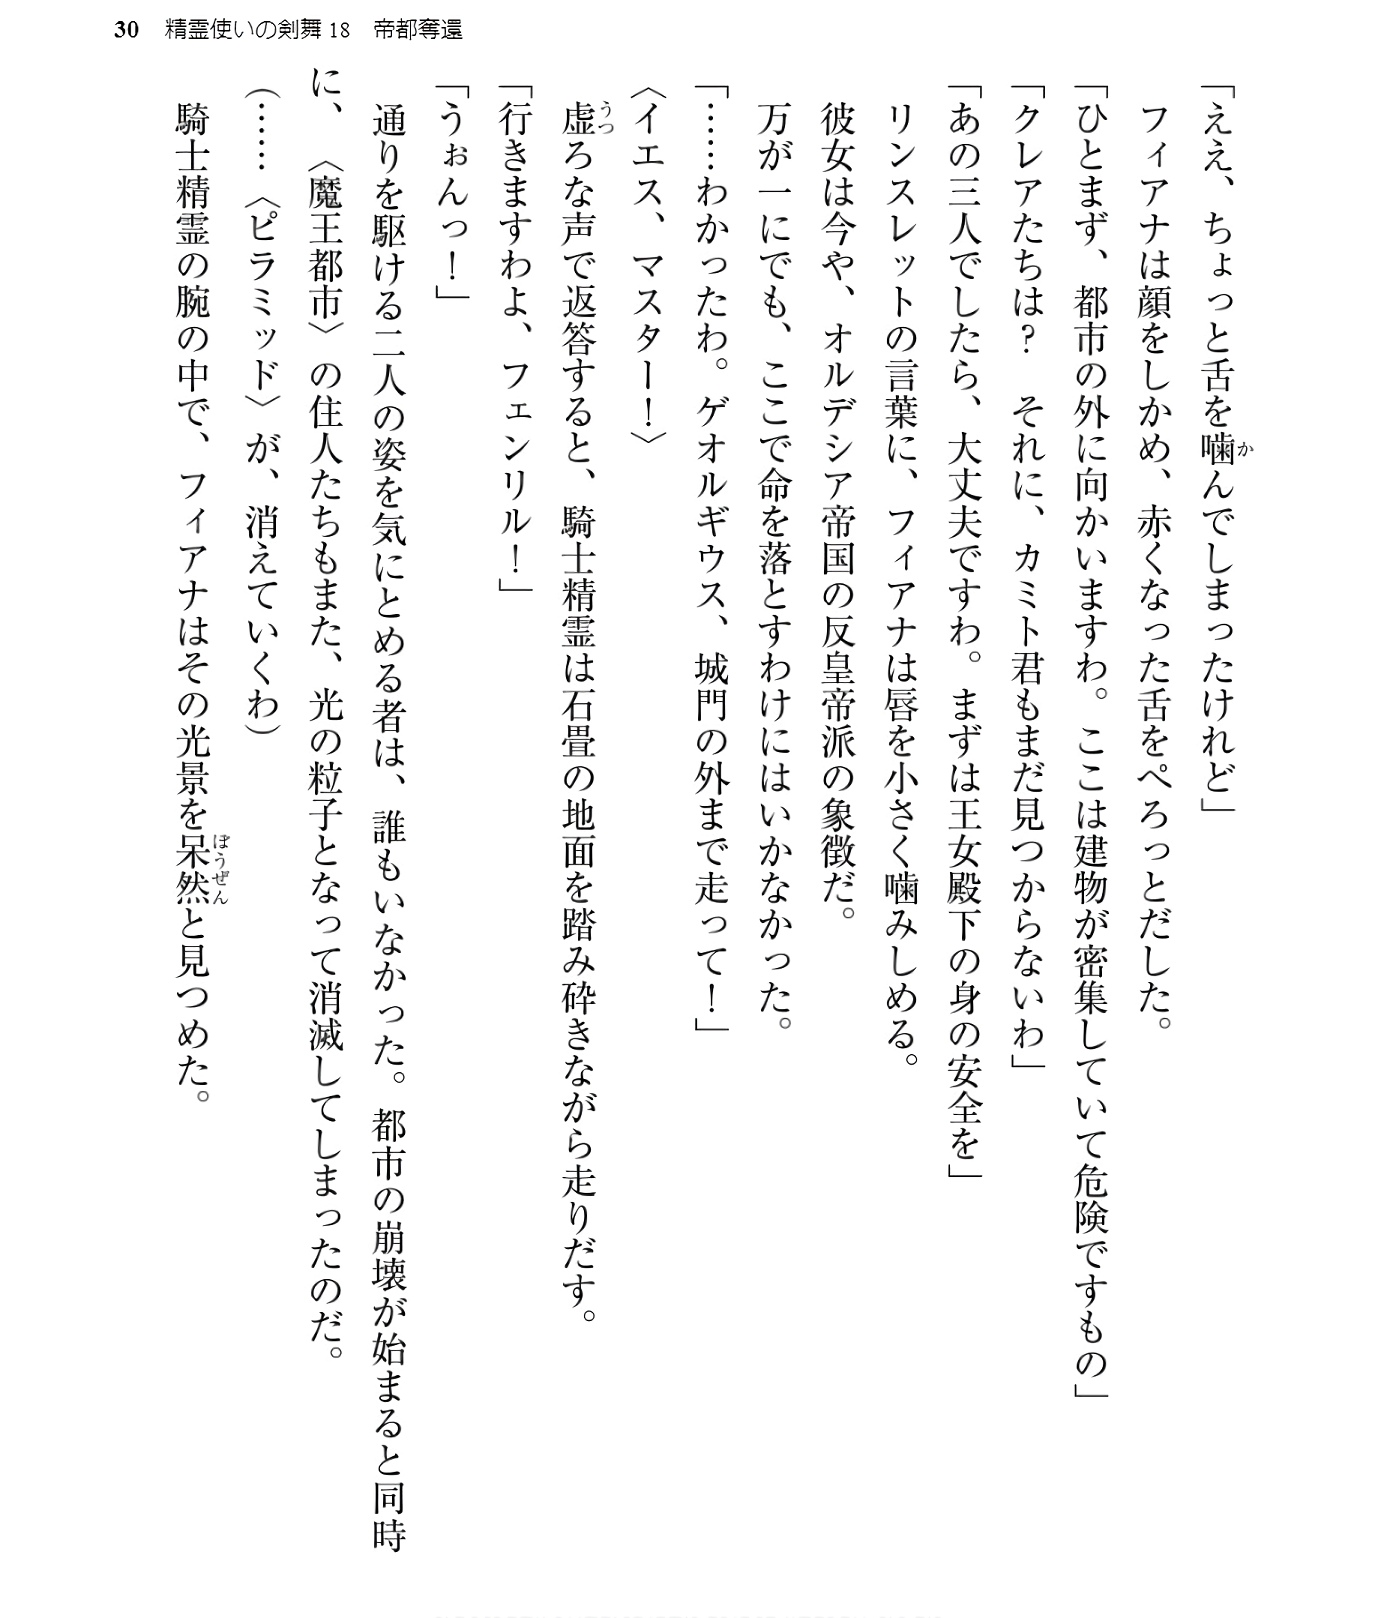 30　精霊使いの剣舞 18　帝都奪還
「ええ、ちょっと舌を噛んでしまったけれど」
　フィアナは顔をしかめ、赤くなった舌をぺろっとだした。
「ひとまず、都市の外に向かいますわ。ここは建物が密集していて危険ですもの」
「クレアたちは？　それに、カミト君もまだ見つからないわ」
「あの三人でしたら、大丈夫ですわ。まずは王女殿下の身の安全を」
　リンスレットの言葉に、フィアナは唇を小さく噛みしめる。
　彼女は今や、オルデシア帝国の反皇帝派の象徴だ。
　万が一にでも、ここで命を落とすわけにはいかなかった。
「……わかったわ。ゲオルギウス、城門の外まで走って！」
〈イエス、マスター！〉
　虚ろな声で返答すると、騎士精霊は石畳の地面を踏み砕きながら走りだす。
「行きますわよ、フェンリル！」
「うぉんっ！」
　通りを駆ける二人の姿を気にとめる者は、誰もいなかった。都市の崩壊が始まると同時
に、〈魔王都市〉の住人たちもまた、光の粒子となって消滅してしまったのだ。
（……〈ピラミッド〉が、消えていくわ）
　騎士精霊の腕の中で、フィアナはその光景を呆然と見つめた。